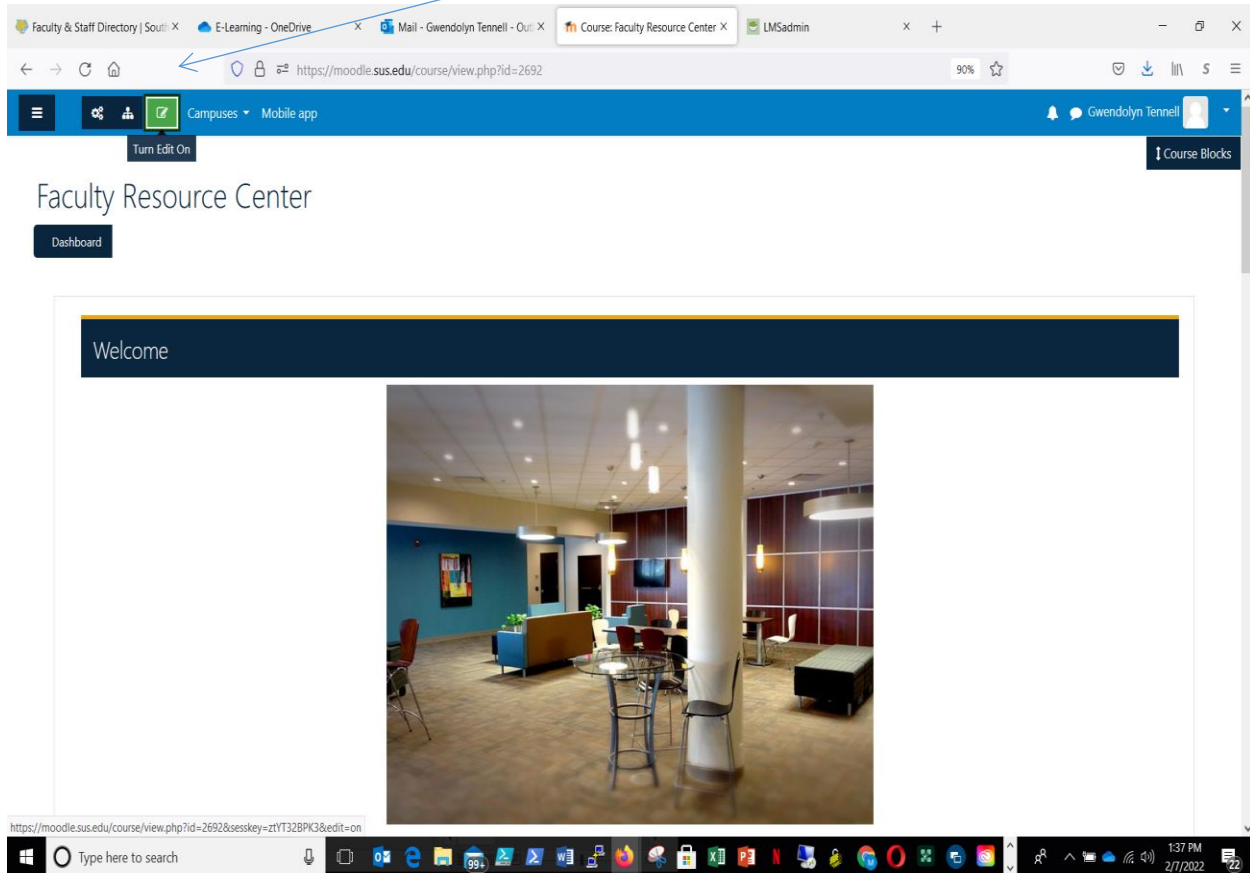 Faculty & Staff Directory | South
E-Learning - OneDrive
Mail - Gwendolyn Tennell - Out
Course: Faculty Resource Center
LMSadmin
https://moodle.sus.edu/course/view.php?id=2692
90%
Campuses Mobile app
Gwendolyn Tennell
Turn Edit On
Course Blocks
Faculty Resource Center
Dashboard
Welcome
https://moodle.sus.edu/course/view.php?id=2692&sesskey=ztYT32BPK3&edit=on
Type here to search
99+
1:37 PM
2/7/2022
22